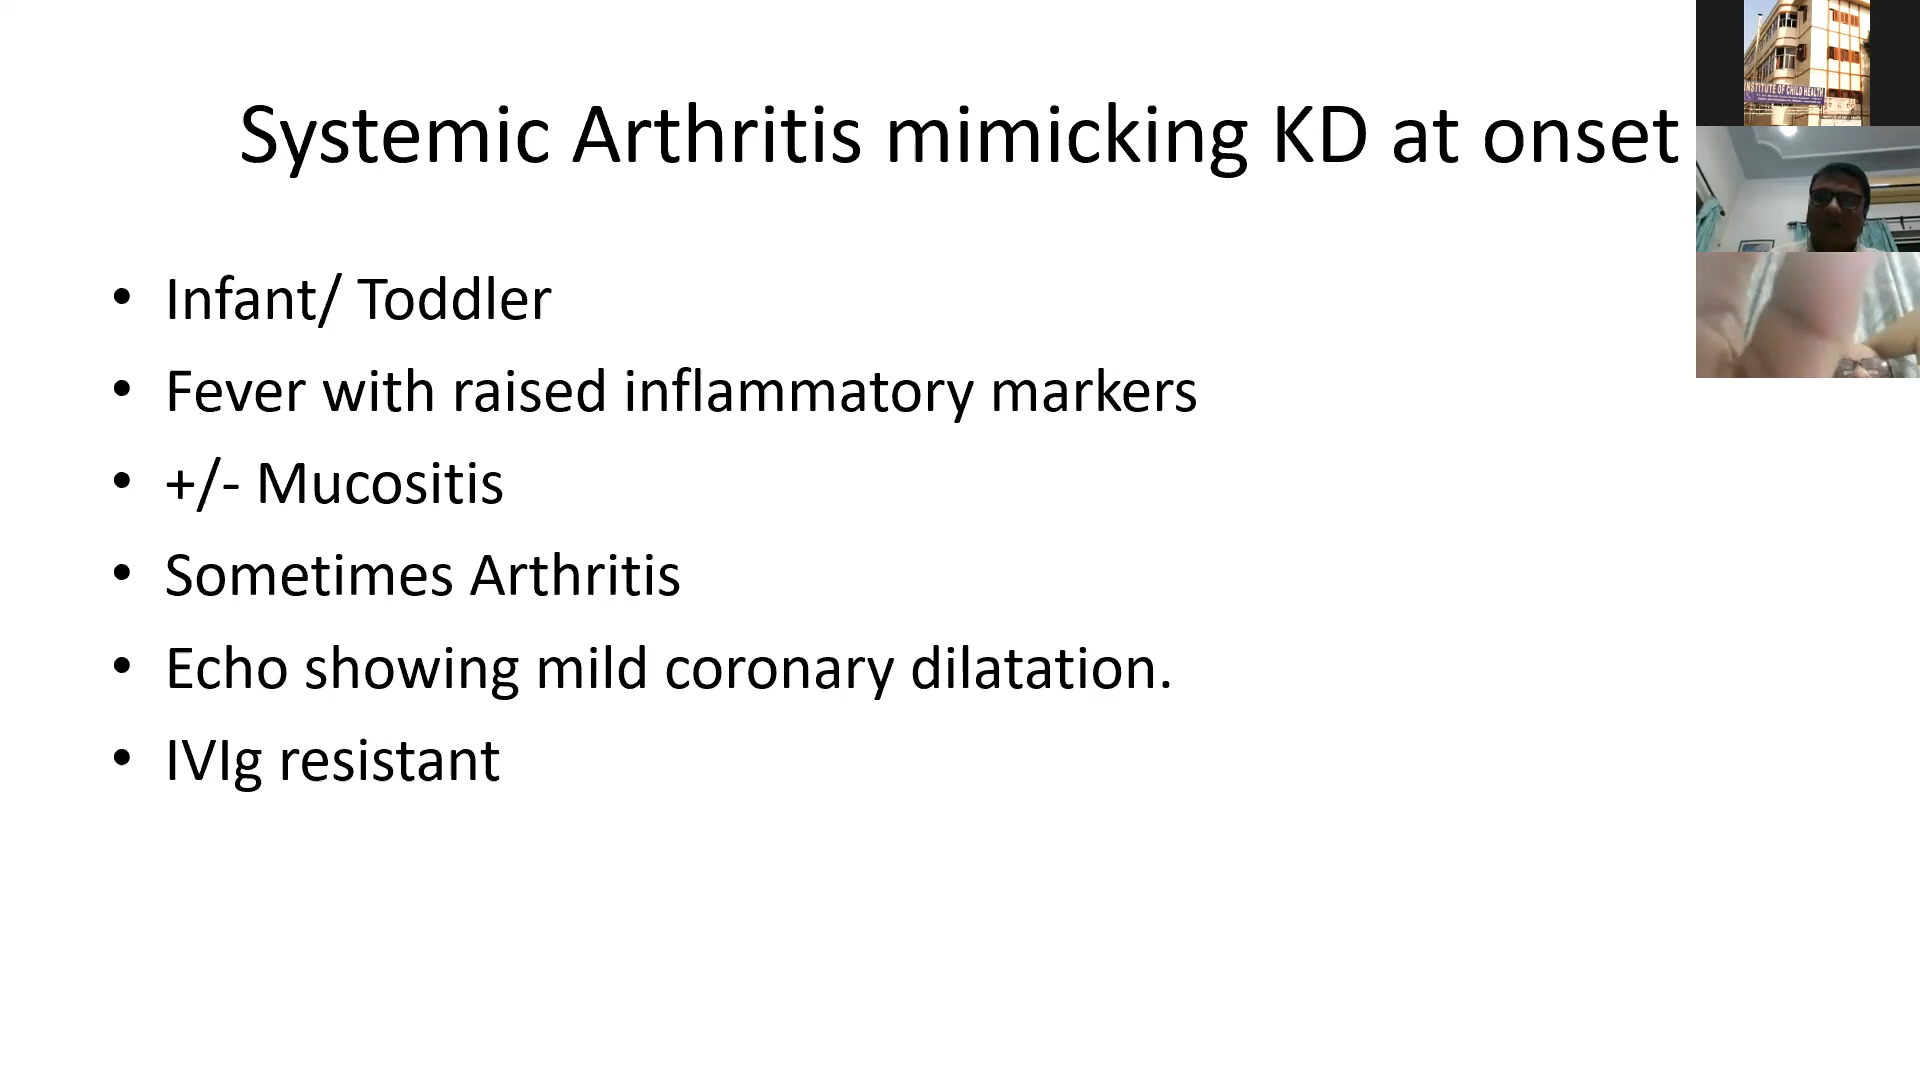 Systemic Arthritis mimicking KD at onset
INSTITUTE OF CHILD HEALTH
• Infant/ Toddler
• Fever with raised inflammatory markers
• +/- Mucositis
• Sometimes Arthritis
• Echo showing mild coronary dilatation.
• IVIg resistant